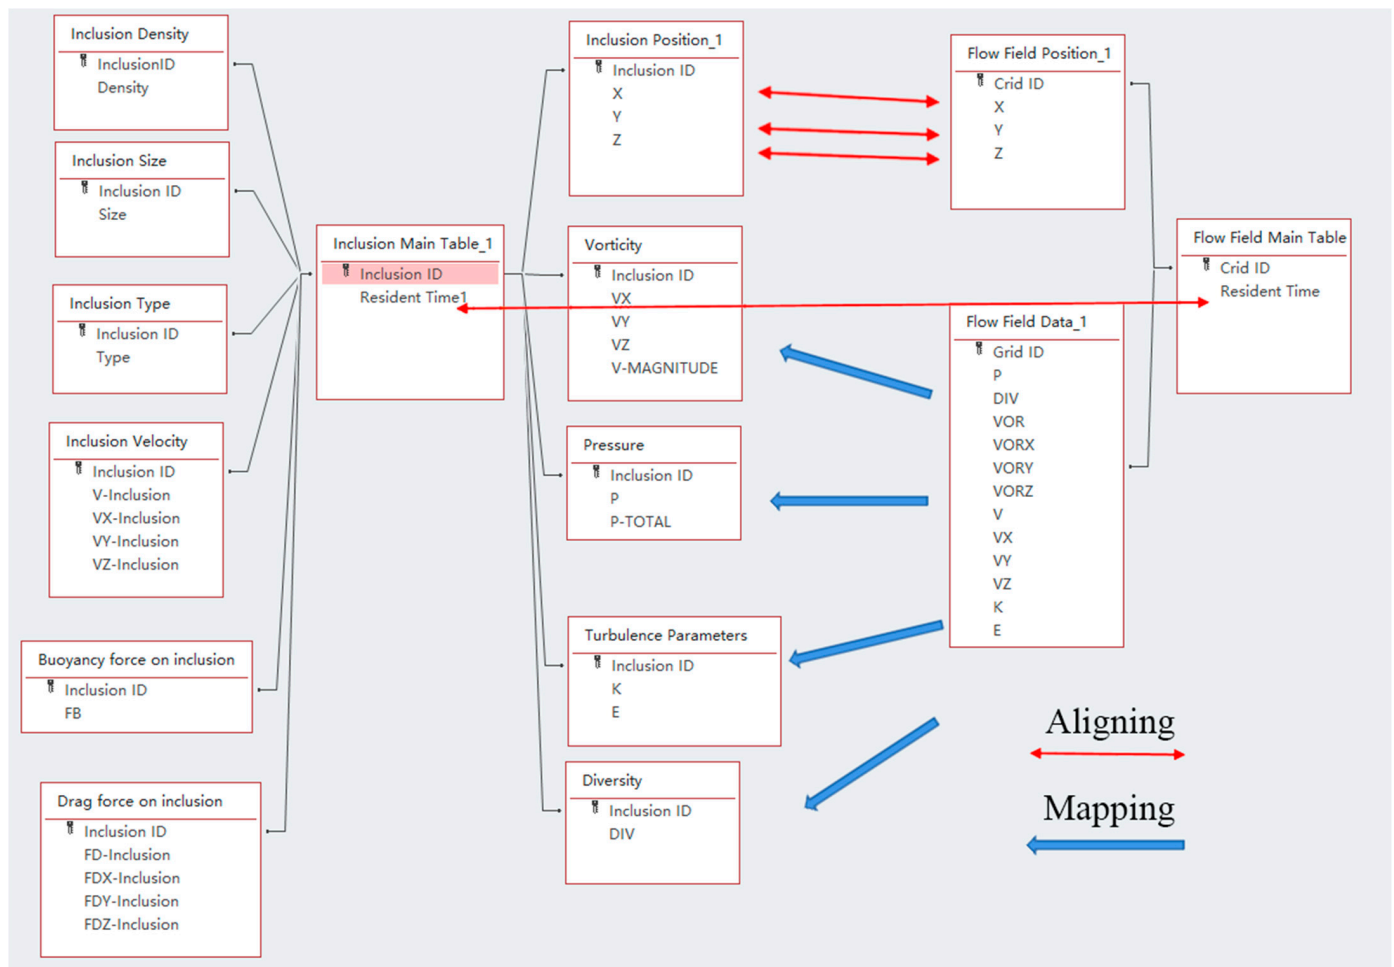 Inclusion Density
InclusionID
Density
Inclusion Size
Inclusion ID
Size
Inclusion Type
Inclusion ID
Type
Inclusion Velocity
Inclusion ID
V-Inclusion
VX-Inclusion
VY-Inclusion
VZ-Inclusion
Buoyancy force on inclusion
Inclusion ID
FB
Drag force on inclusion
Inclusion ID
FD-Inclusion
FDX-Inclusion
FDY-Inclusion
FDZ-Inclusion
Inclusion Main Table_1
Inclusion ID
Resident Time1
Inclusion Position_1
Inclusion ID
X
Y
Z
Vorticity
Inclusion ID
VX
VY
VZ
V-MAGNITUDE
Pressure
Inclusion ID
P
P-TOTAL
Turbulence Parameters
Inclusion ID
K
E
Diversity
Inclusion ID
DIV
Flow Field Position_1
Crid ID
X
Y
Z
Flow Field Data_1
Grid ID
P
DIV
VOR
VORX
VORY
VORZ
V
VX
VY
VZ
K
E
Flow Field Main Table
Crid ID
Resident Time
Aligning
Mapping